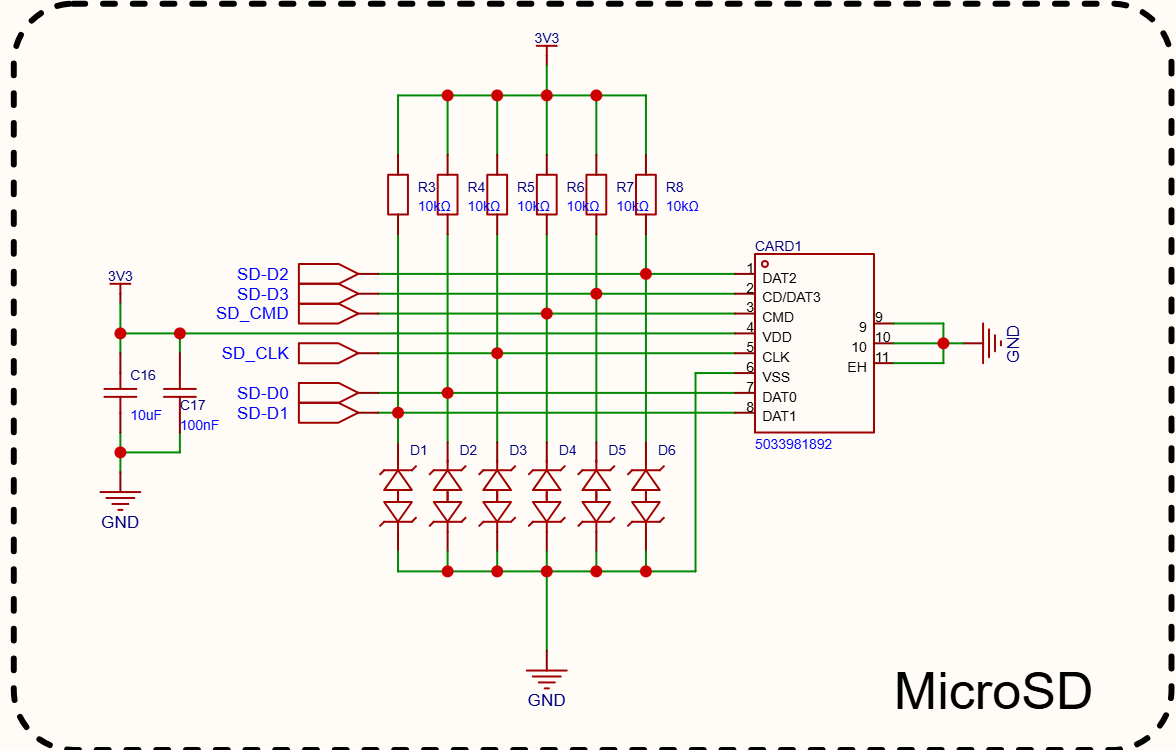 3V3
R3
10kΩ
R4
10kΩ
R5
10kΩ
R6
10kΩ
R7
10kΩ
R8
10kΩ
3V3
C16
10uF
C17
100nF
GND
SD-D2
SD-D3
SD_CMD
SD_CLK
SD-D0
SD-D1
CARD1
1 DAT2
2 CD/DAT3
3 CMD
4 VDD
5 CLK
6 VSS
7 DAT0
8 DAT1
9 9
10 10
EH 11
5033981892
GND
D1
D2
D3
D4
D5
D6
GND
MicroSD